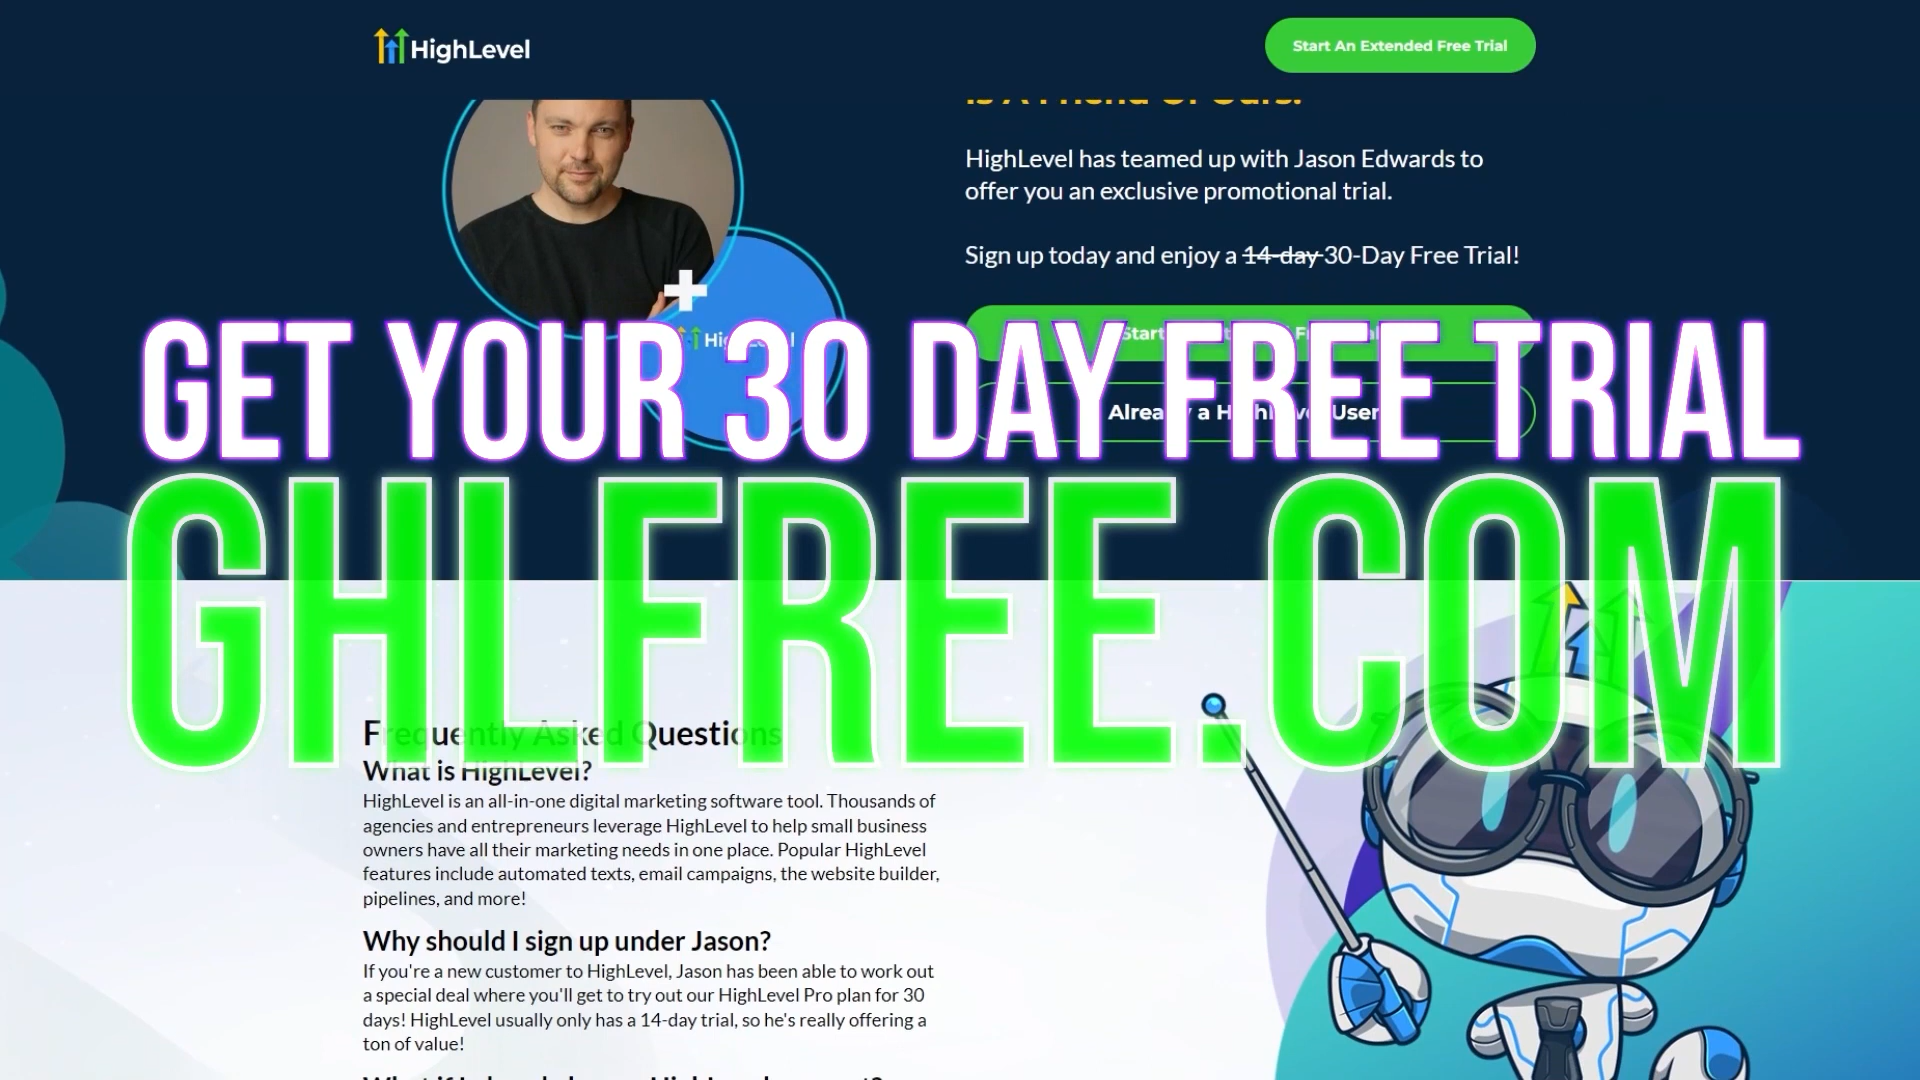 HighLevel
Start An Extended Free Trial
HighLevel has teamed up with Jason Edwards to
offer you an exclusive promotional trial.
Sign up today and enjoy a 14-day 30-Day Free Trial!
GET YOUR 30 DAY FREE TRIAL
GHLFREE.COM
Frequently Asked Questions
What is HighLevel?
HighLevel is an all-in-one digital marketing software tool. Thousands of
agencies and entrepreneurs leverage HighLevel to help small business
owners have all their marketing needs in one place. Popular HighLevel
features include automated texts, email campaigns, the website builder,
pipelines, and more!
Why should I sign up under Jason?
If you're a new customer to HighLevel, Jason has been able to work out
a special deal where you'll get to try out our HighLevel Pro plan for 30
days! HighLevel usually only has a 14-day trial, so he's really offering a
ton of value!